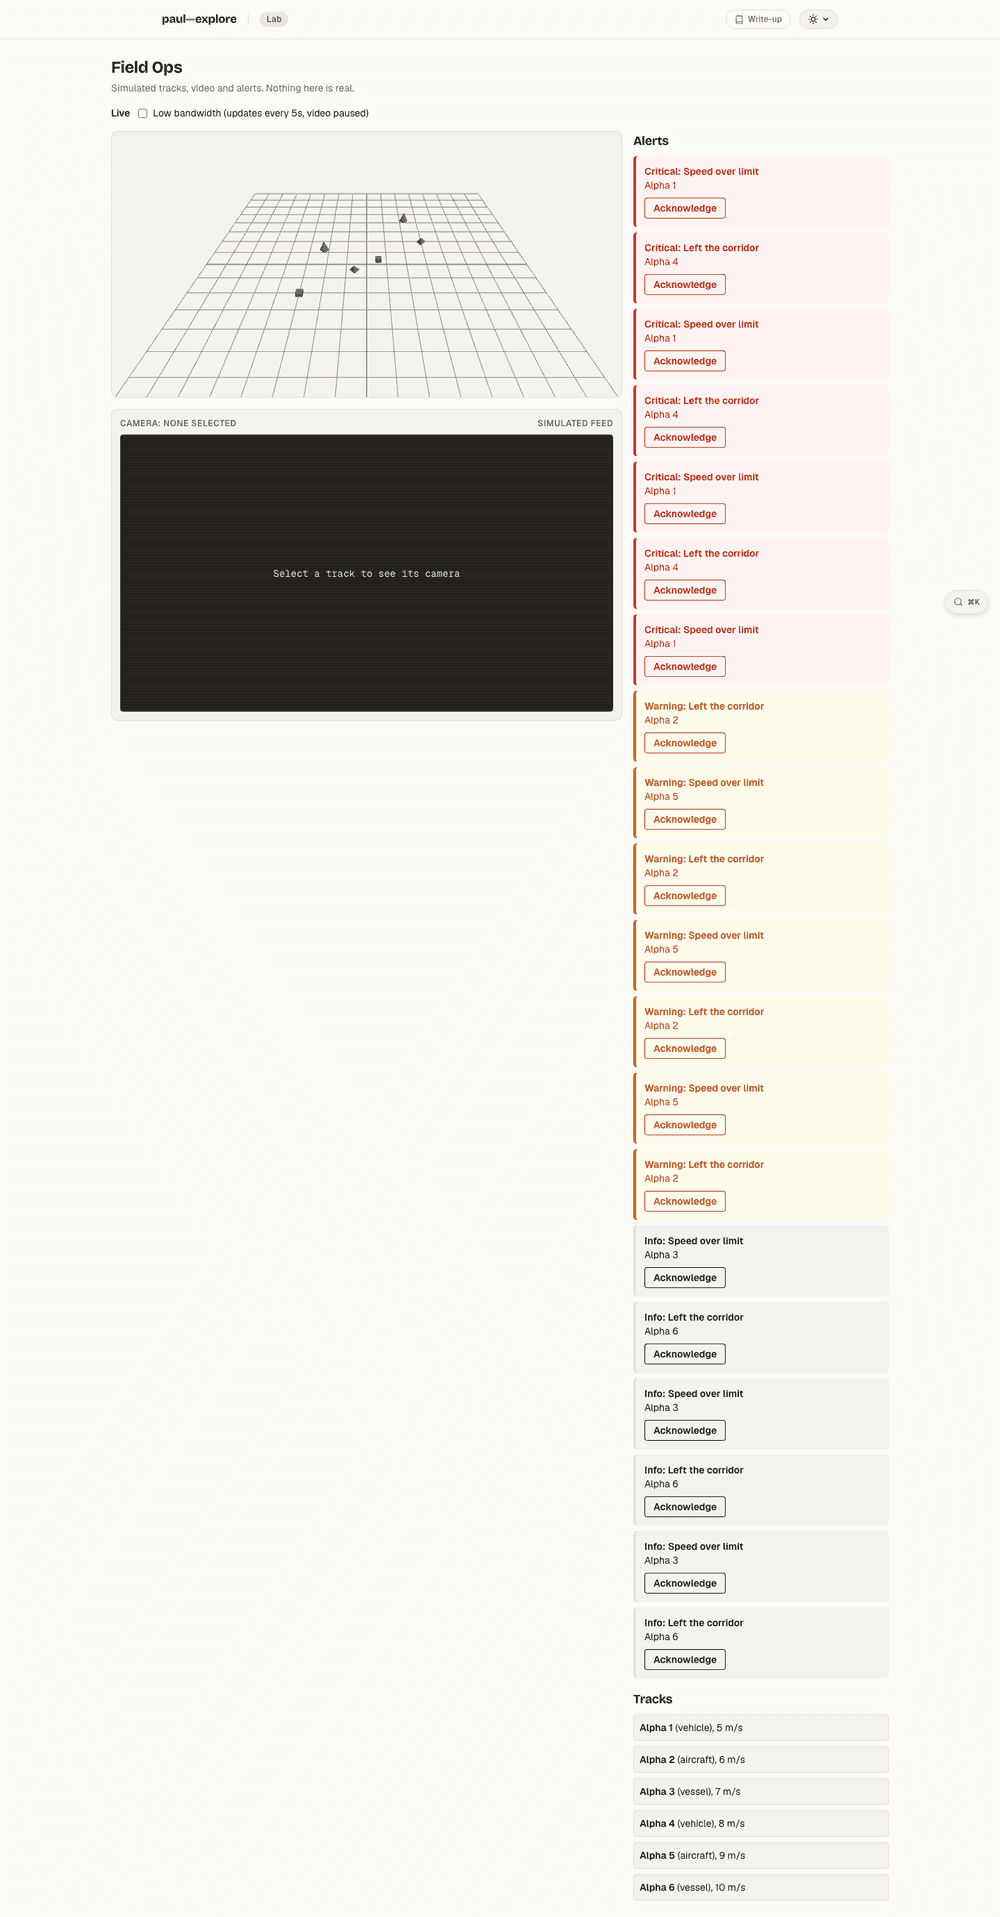 paul—explore
Lab
Write-up
Field Ops
Simulated tracks, video and alerts. Nothing here is real.
Live
Low bandwidth (updates every 5s, video paused)
CAMERA: NONE SELECTED
SIMULATED FEED
Select a track to see its camera
Alerts
Critical: Speed over limit
Alpha 1
Acknowledge
Critical: Left the corridor
Alpha 4
Acknowledge
Critical: Speed over limit
Alpha 1
Acknowledge
Critical: Left the corridor
Alpha 4
Acknowledge
Critical: Speed over limit
Alpha 1
Acknowledge
Critical: Left the corridor
Alpha 4
Acknowledge
Critical: Speed over limit
Alpha 1
Acknowledge
Warning: Left the corridor
Alpha 2
Acknowledge
Warning: Speed over limit
Alpha 5
Acknowledge
Warning: Left the corridor
Alpha 2
Acknowledge
Warning: Speed over limit
Alpha 5
Acknowledge
Warning: Left the corridor
Alpha 2
Acknowledge
Warning: Speed over limit
Alpha 5
Acknowledge
Warning: Left the corridor
Alpha 2
Acknowledge
Info: Speed over limit
Alpha 3
Acknowledge
Info: Left the corridor
Alpha 6
Acknowledge
Info: Speed over limit
Alpha 3
Acknowledge
Info: Left the corridor
Alpha 6
Acknowledge
Info: Speed over limit
Alpha 3
Acknowledge
Info: Left the corridor
Alpha 6
Acknowledge
Tracks
Alpha 1 (vehicle), 5 m/s
Alpha 2 (aircraft), 6 m/s
Alpha 3 (vessel), 7 m/s
Alpha 4 (vehicle), 8 m/s
Alpha 5 (aircraft), 9 m/s
Alpha 6 (vessel), 10 m/s
⌘K